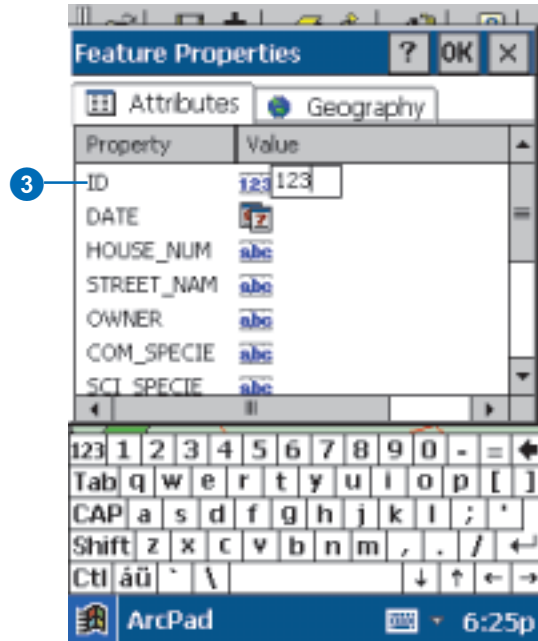 Feature Properties ? OK ×
Attributes Geography
Property Value
3
ID 123 123
DATE
HOUSE_NUM abc
STREET_NAM abc
OWNER abc
COM_SPECIE abc
SCI_SPECIE abc
123 1 2 3 4 5 6 7 8 9 0 - =
Tab q w e r t y u i o p [ ]
CAP a s d f g h j k l ; '
Shift z x c v b n m , . /
Ctl áü ` \ ↓ ↑ ← →
ArcPad 6:25p